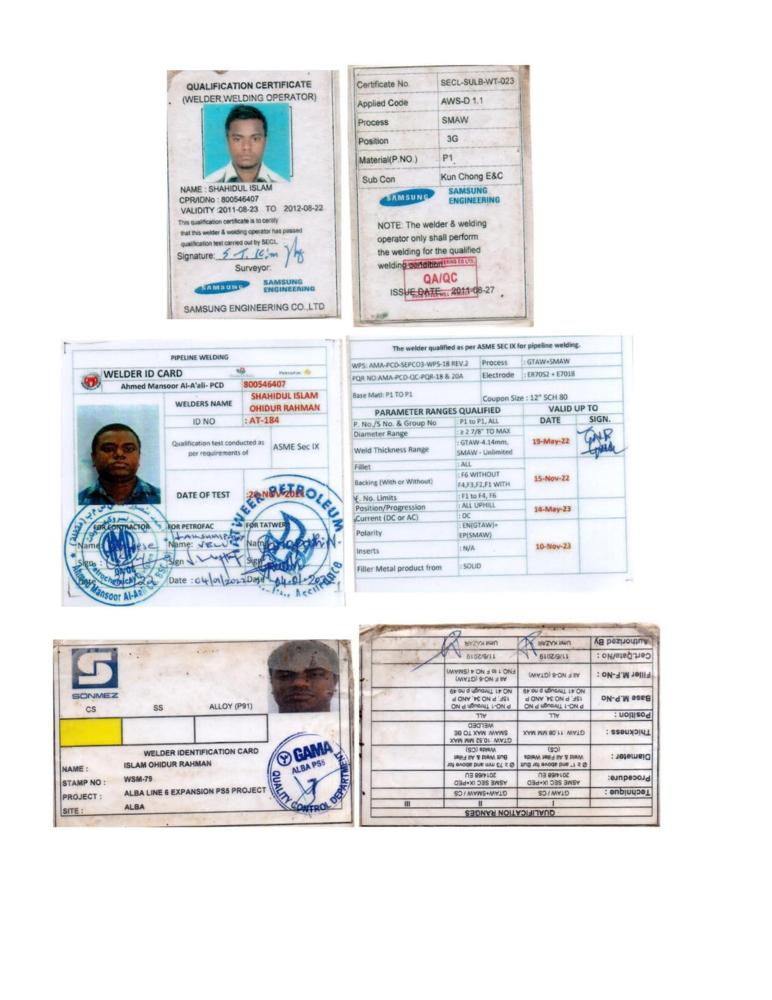 QUALIFICATION CERTIFICATE
(WELDER,WELDING OPERATOR)
NAME : SHAHIDUL ISLAM
CPR/IDNo : 800546407
VALIDITY :2011-08-23 TO 2012-08-22
This qualification certificate is to certify
that this welder & welding operator has passed
qualification test carried out by SECL.
Signature: S. T. Kim
Surveyor:
SAMSUNG SAMSUNG ENGINEERING
SAMSUNG ENGINEERING CO.,LTD
Certificate No. SECL-SULB-WT-023
Applied Code AWS-D 1.1
Process SMAW
Position 3G
Material(P.NO.) P1
Sub Con Kun Chong E&C
SAMSUNG SAMSUNG ENGINEERING
NOTE: The welder & welding
operator only shall perform
the welding for the qualified
welding condition.
QA/QC
ISSUE DATE: 2011-08-27
PIPELINE WELDING
WELDER ID CARD Petrofac
Ahmed Mansoor Al-A'ali- PCD 800546407
WELDERS NAME SHAHIDUL ISLAM
OHIDUR RAHMAN
ID NO : AT-184
Qualification test conducted as
per requirements of ASME Sec IX
DATE OF TEST :20-NOV-2021
TATWEER PETROLEUM
FOR CONTRACTOR FOR PETROFAC FOR TATWEER
Name: Name: LAKSHMIPATHY VELU Name:
Sign : Sign Sign
Date : Date : 04/01/2022 Date
Ahmed Mansoor Al-Aali
QA/QC
The welder qualified as per ASME SEC IX for pipeline welding.
WPS: AMA-PCD-SEPCO3-WPS-18 REV.2 Process : GTAW+SMAW
PQR NO:AMA-PCD-QC-PQR-18 & 20A Electrode : ER70S2 + E7018
Base Matl: P1 TO P1 Coupon Size : 12" SCH 80
PARAMETER RANGES QUALIFIED VALID UP TO
P. No./S No. & Group No : P1 to P1, ALL DATE SIGN.
Diameter Range : ≥ 2 7/8" TO MAX
Weld Thickness Range : GTAW-4.14mm, SMAW - Unlimited 19-May-22
Fillet : ALL
Backing (With or Without) : F6 WITHOUT F4,F3,F2,F1 WITH 15-Nov-22
F. No. Limits : F1 to F4, F6
Position/Progression : ALL UPHILL 14-May-23
Current (DC or AC) : DC
Polarity : EN(GTAW)+ EP(SMAW)
Inserts : N/A 10-Nov-23
Filler Metal product from : SOLID
SÖNMEZ
CS SS ALLOY (P91)
WELDER IDENTIFICATION CARD
NAME : ISLAM OHIDUR RAHMAN
STAMP NO : WSM-79
PROJECT : ALBA LINE 6 EXPANSION PS5 PROJECT
SITE : ALBA
GAMA
ALBA PS5
7
QUALITY CONTROL DEPARTMENT
QUALIFICATION RANGES
I II III
Technique : GTAW / CS GTAW+SMAW / CS
Procedure: ASME SEC IX+PED 2014/68 EU ASME SEC IX+PED 2014/68 EU
Diameter : Ø ≥ 1" and above for Butt Weld & All Fillet Welds (CS) Ø ≥ 73 mm and above for Butt Weld & All Fillet Welds (CS)
Thickness : GTAW :11,08 MM MAX GTAW :10,52 MM MAX SMAW: MAX TO BE WELDED
Position : ALL ALL
Base M.P-No P NO-1 Through P NO 15F, P NO 34, AND P NO 41 Through p no 49 P NO-1 Through P NO 15F, P NO 34, AND P NO 41 Through p no 49
Filler M.F-No : All F NO-6 (GTAW) All F NO-6 (GTAW) FNO 1 to F NO 4 (SMAW)
Cert.Date/No : 11/6/2019 11/6/2019
Authorized By Umit KAZAR Umit KAZAR